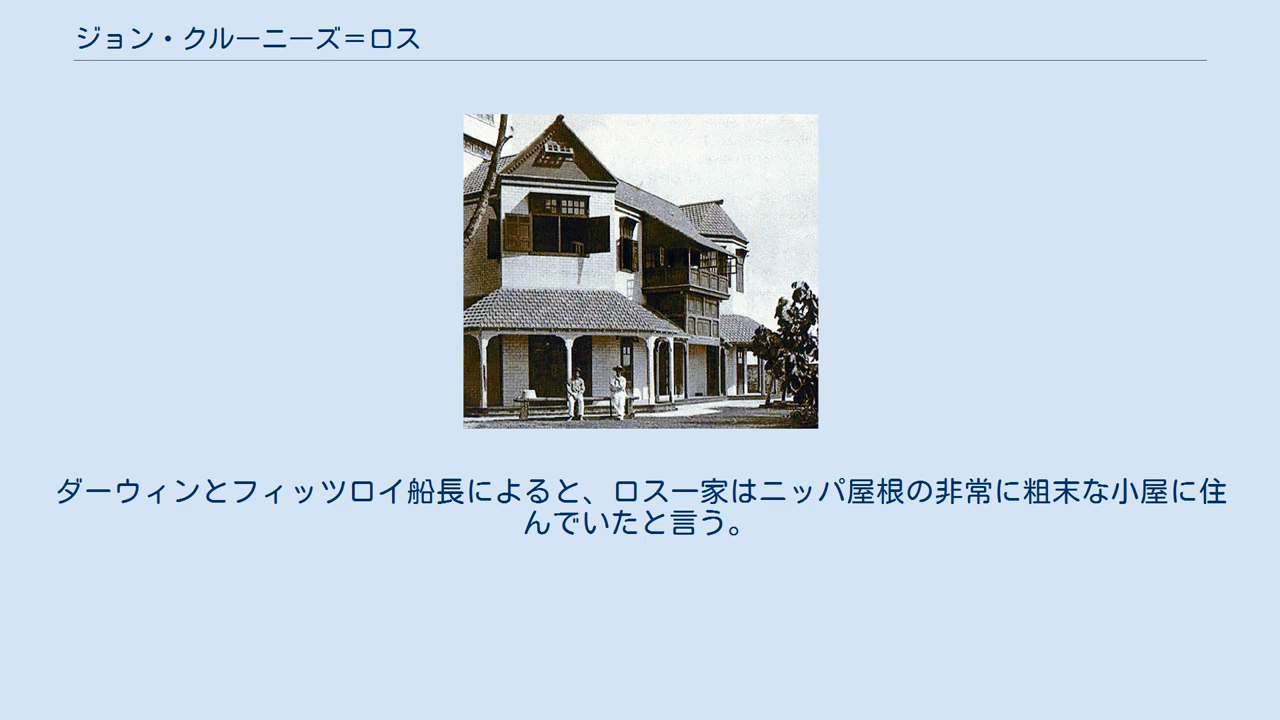 ジョン・クルーニーズ＝ロス
ダーウィンとフィッツロイ船長によると、ロス一家はニッパ屋根の非常に粗末な小屋に住
んでいたと言う。